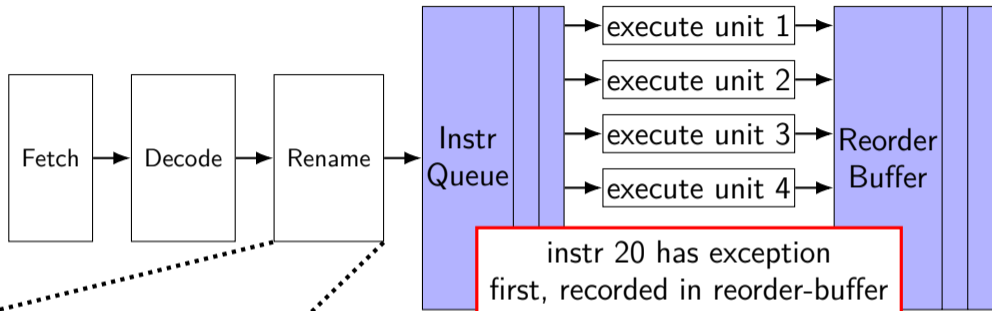 Fetch
Decode
Rename
Instr
Queue
execute unit 1
execute unit 2
execute unit 3
execute unit 4
Reorder
Buffer
instr 20 has exception
first, recorded in reorder-buffer